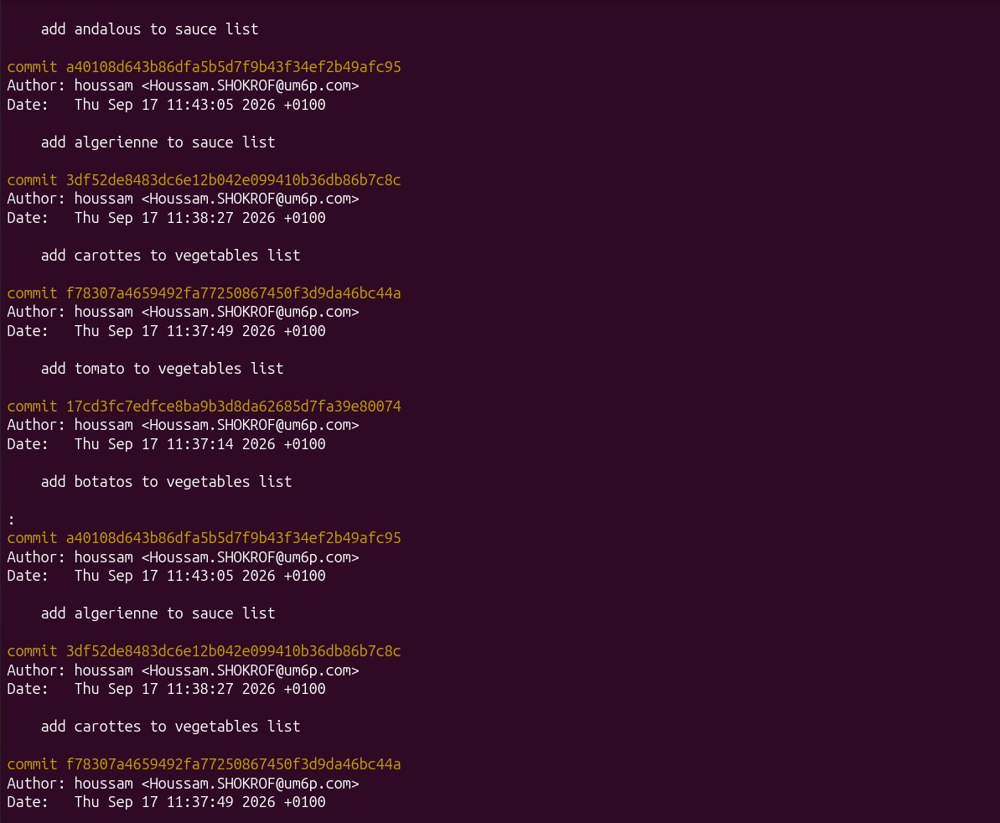 add andalous to sauce list
commit a40108d643b86dfa5b5d7f9b43f34ef2b49afc95
Author: houssam <Houssam.SHOKROF@um6p.com>
Date:   Thu Sep 17 11:43:05 2026 +0100
add algerienne to sauce list
commit 3df52de8483dc6e12b042e099410b36db86b7c8c
Author: houssam <Houssam.SHOKROF@um6p.com>
Date:   Thu Sep 17 11:38:27 2026 +0100
add carottes to vegetables list
commit f78307a4659492fa77250867450f3d9da46bc44a
Author: houssam <Houssam.SHOKROF@um6p.com>
Date:   Thu Sep 17 11:37:49 2026 +0100
add tomato to vegetables list
commit 17cd3fc7edfce8ba9b3d8da62685d7fa39e80074
Author: houssam <Houssam.SHOKROF@um6p.com>
Date:   Thu Sep 17 11:37:14 2026 +0100
add botatos to vegetables list
:
commit a40108d643b86dfa5b5d7f9b43f34ef2b49afc95
Author: houssam <Houssam.SHOKROF@um6p.com>
Date:   Thu Sep 17 11:43:05 2026 +0100
add algerienne to sauce list
commit 3df52de8483dc6e12b042e099410b36db86b7c8c
Author: houssam <Houssam.SHOKROF@um6p.com>
Date:   Thu Sep 17 11:38:27 2026 +0100
add carottes to vegetables list
commit f78307a4659492fa77250867450f3d9da46bc44a
Author: houssam <Houssam.SHOKROF@um6p.com>
Date:   Thu Sep 17 11:37:49 2026 +0100